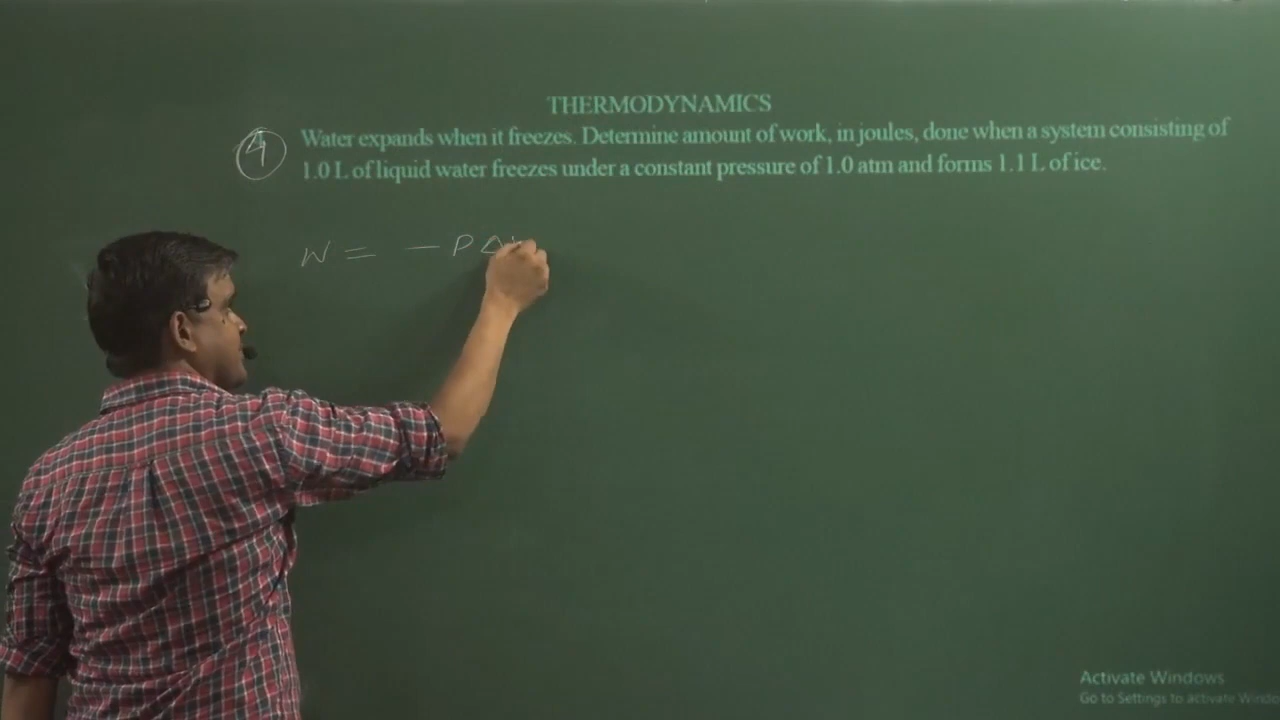 THERMODYNAMICS
4 Water expands when it freezes. Determine amount of work, in joules, done when a system consisting of
1.0 L of liquid water freezes under a constant pressure of 1.0 atm and forms 1.1 L of ice.
W = − P Δ
Activate Windows
Go to Settings to activate Windo